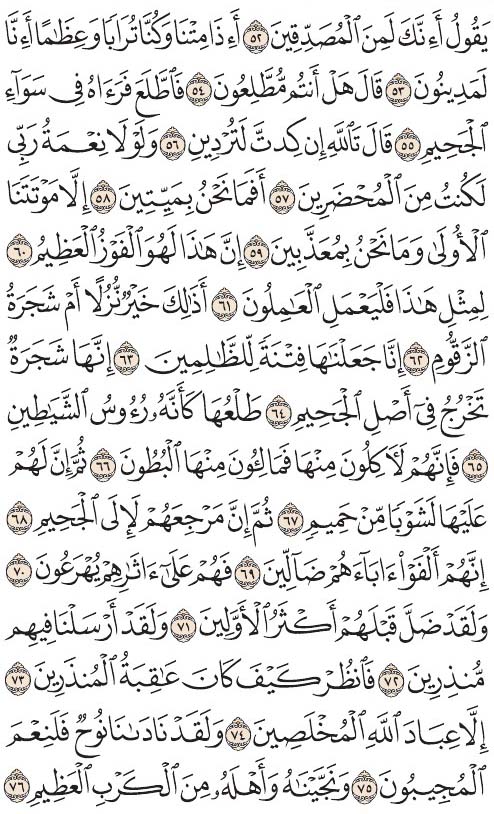 يَقُولُ أَءِنَّكَ لَمِنَ ٱلْمُصَدِّقِينَ ٥٢ أَءِذَا مِتْنَا وَكُنَّا تُرَابًا وَعِظَٰمًا أَءِنَّا
لَمَدِينُونَ ٥٣ قَالَ هَلْ أَنتُم مُّطَّلِعُونَ ٥٤ فَٱطَّلَعَ فَرَءَاهُ فِى سَوَآءِ
ٱلْجَحِيمِ ٥٥ قَالَ تَٱللَّهِ إِن كِدتَّ لَتُرْدِينِ ٥٦ وَلَوْلَا نِعْمَةُ رَبِّى
لَكُنتُ مِنَ ٱلْمُحْضَرِينَ ٥٧ أَفَمَا نَحْنُ بِمَيِّتِينَ ٥٨ إِلَّا مَوْتَتَنَا
ٱلْأُولَىٰ وَمَا نَحْنُ بِمُعَذَّبِينَ ٥٩ إِنَّ هَٰذَا لَهُوَ ٱلْفَوْزُ ٱلْعَظِيمُ ٦٠
لِمِثْلِ هَٰذَا فَلْيَعْمَلِ ٱلْعَٰمِلُونَ ٦١ أَذَٰلِكَ خَيْرٌ نُّزُلًا أَمْ شَجَرَةُ
ٱلزَّقُّومِ ٦٢ إِنَّا جَعَلْنَٰهَا فِتْنَةً لِّلظَّٰلِمِينَ ٦٣ إِنَّهَا شَجَرَةٌ
تَخْرُجُ فِىٓ أَصْلِ ٱلْجَحِيمِ ٦٤ طَلْعُهَا كَأَنَّهُۥ رُءُوسُ ٱلشَّيَٰطِينِ
٦٥ فَإِنَّهُمْ لَءَاكِلُونَ مِنْهَا فَمَالِـُٔونَ مِنْهَا ٱلْبُطُونَ ٦٦ ثُمَّ إِنَّ لَهُمْ
عَلَيْهَا لَشَوْبًا مِّنْ حَمِيمٍ ٦٧ ثُمَّ إِنَّ مَرْجِعَهُمْ لَإِلَى ٱلْجَحِيمِ ٦٨
إِنَّهُمْ أَلْفَوْا۟ ءَابَآءَهُمْ ضَآلِّينَ ٦٩ فَهُمْ عَلَىٰٓ ءَاثَٰرِهِمْ يُهْرَعُونَ ٧٠
وَلَقَدْ ضَلَّ قَبْلَهُمْ أَكْثَرُ ٱلْأَوَّلِينَ ٧١ وَلَقَدْ أَرْسَلْنَا فِيهِم
مُّنذِرِينَ ٧٢ فَٱنظُرْ كَيْفَ كَانَ عَٰقِبَةُ ٱلْمُنذَرِينَ ٧٣
إِلَّا عِبَادَ ٱللَّهِ ٱلْمُخْلَصِينَ ٧٤ وَلَقَدْ نَادَىٰنَا نُوحٌ فَلَنِعْمَ
ٱلْمُجِيبُونَ ٧٥ وَنَجَّيْنَٰهُ وَأَهْلَهُۥ مِنَ ٱلْكَرْبِ ٱلْعَظِيمِ ٧٦